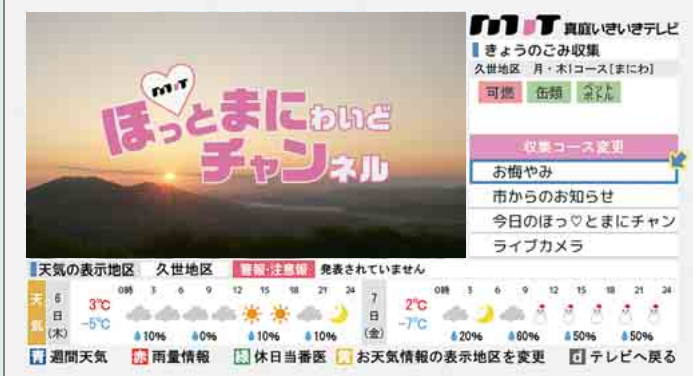 MIT 真庭いきいきテレビ
きょうのごみ収集
久世地区 月・木1コース[まにわ]
可燃 缶類 ペットボトル
収集コース変更
お悔やみ
市からのお知らせ
今日のほっ♡とまにチャン
ライブカメラ
MIT
ほっとまにわいど
チャンネル
天気の表示地区 久世地区 警報・注意報 発表されていません
天気
6日(木) 3℃ -5℃
0時 3 6 9 12 15 18 21 24
10% 0% 10% 10%
7日(金) 2℃ -7℃
0時 3 6 9 12 15 18 21 24
20% 60% 50% 50%
青 週間天気 赤 雨量情報 緑 休日当番医 黄 お天気情報の表示地区を変更 d テレビへ戻る